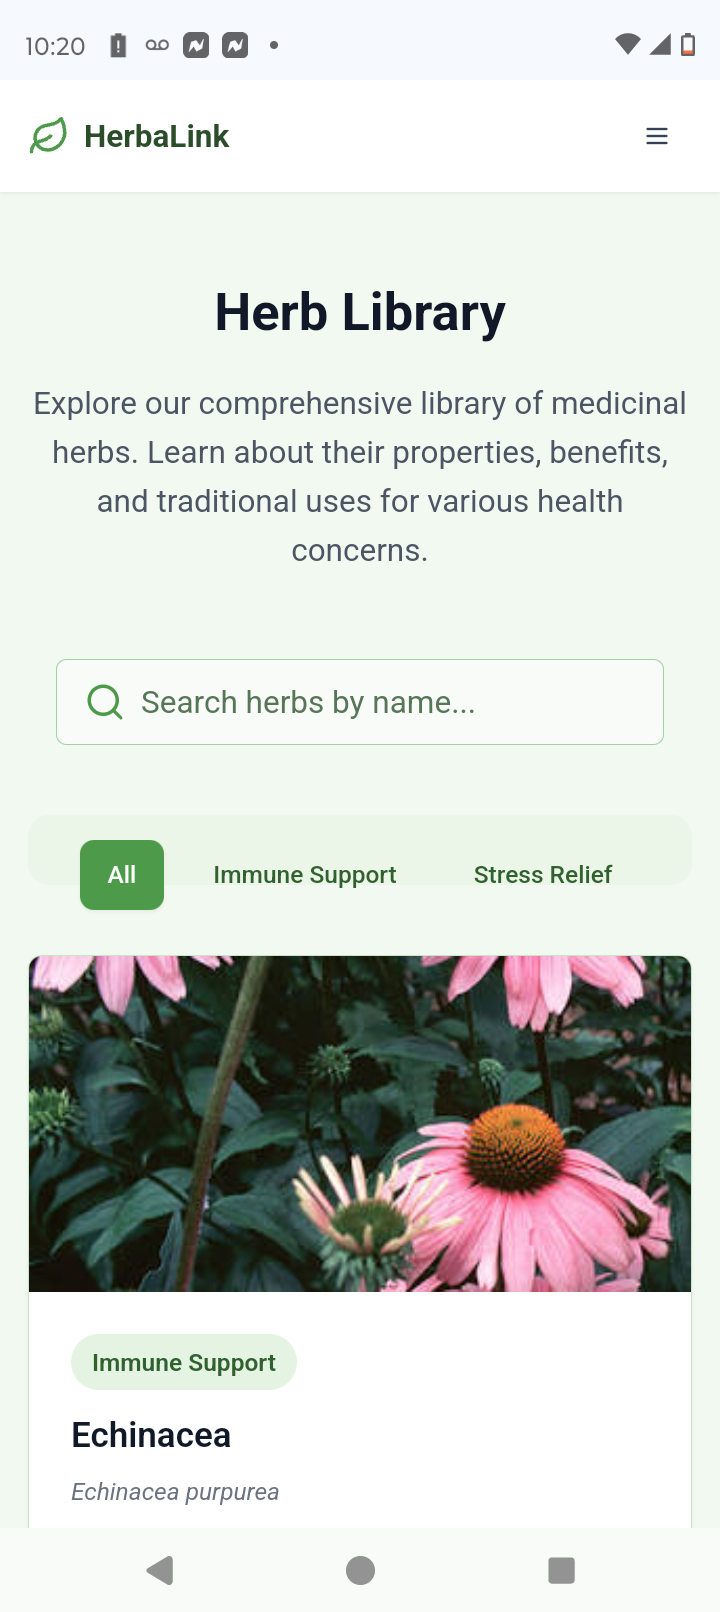 10:20
HerbaLink
Herb Library
Explore our comprehensive library of medicinal
herbs. Learn about their properties, benefits,
and traditional uses for various health
concerns.
Search herbs by name...
All Immune Support Stress Relief
Immune Support
Echinacea
Echinacea purpurea